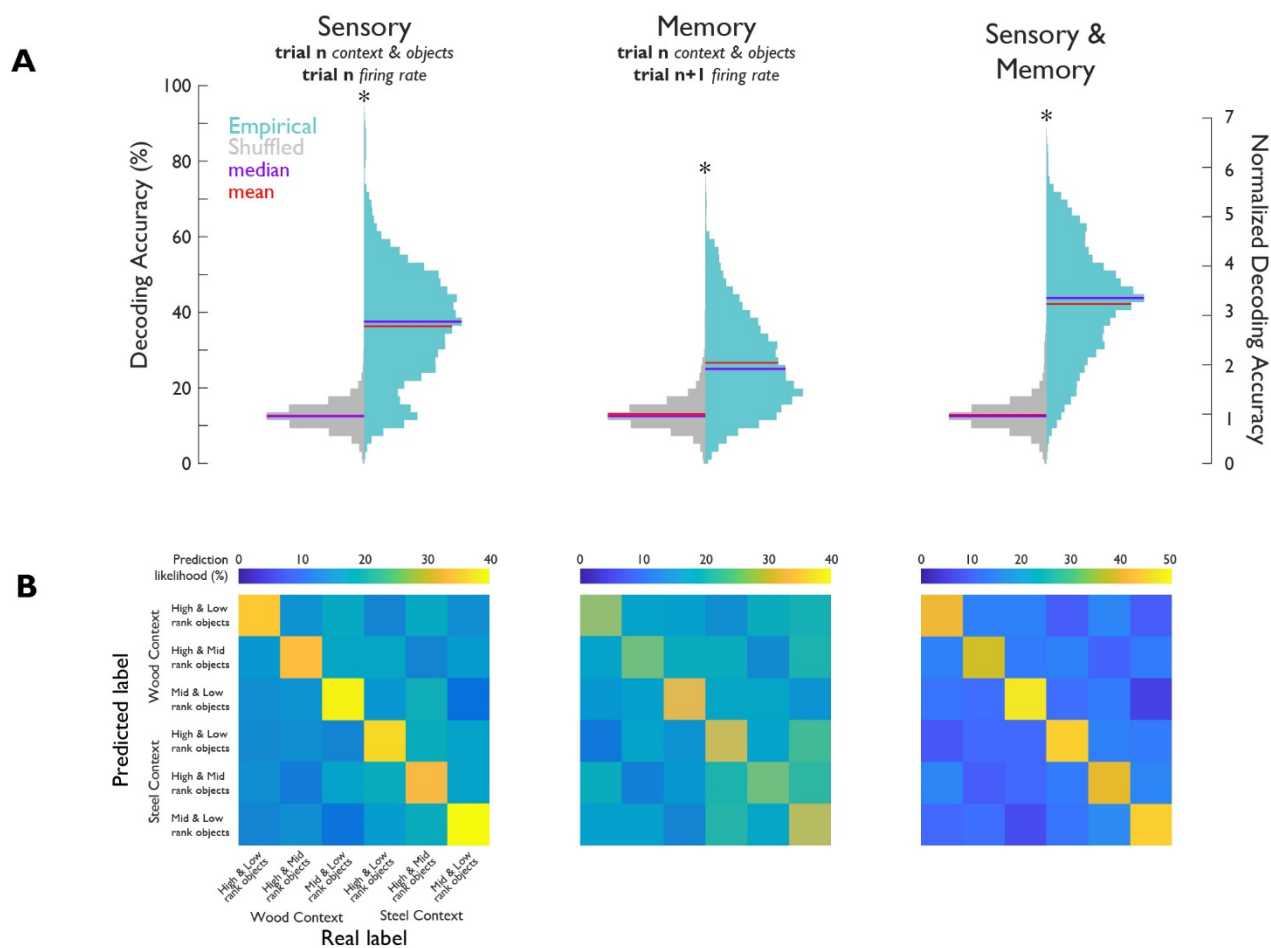 A
Sensory
trial n context & objects
trial n firing rate
Memory
trial n context & objects
trial n+1 firing rate
Sensory &
Memory
Decoding Accuracy (%)
100
80
60
40
20
0
Empirical
Shuffled
median
mean
*
*
*
7
6
5
4
3
2
1
0
Normalized Decoding Accuracy
B
Prediction
likelihood (%)
0 10 20 30 40
0 10 20 30 40
0 10 20 30 40 50
Predicted label
Wood Context
High & Low
rank objects
High & Mid
rank objects
Mid & Low
rank objects
Steel Context
High & Low
rank objects
High & Mid
rank objects
Mid & Low
rank objects
High & Low
rank objects
High & Mid
rank objects
Mid & Low
rank objects
High & Low
rank objects
High & Mid
rank objects
Mid & Low
rank objects
Wood Context
Steel Context
Real label